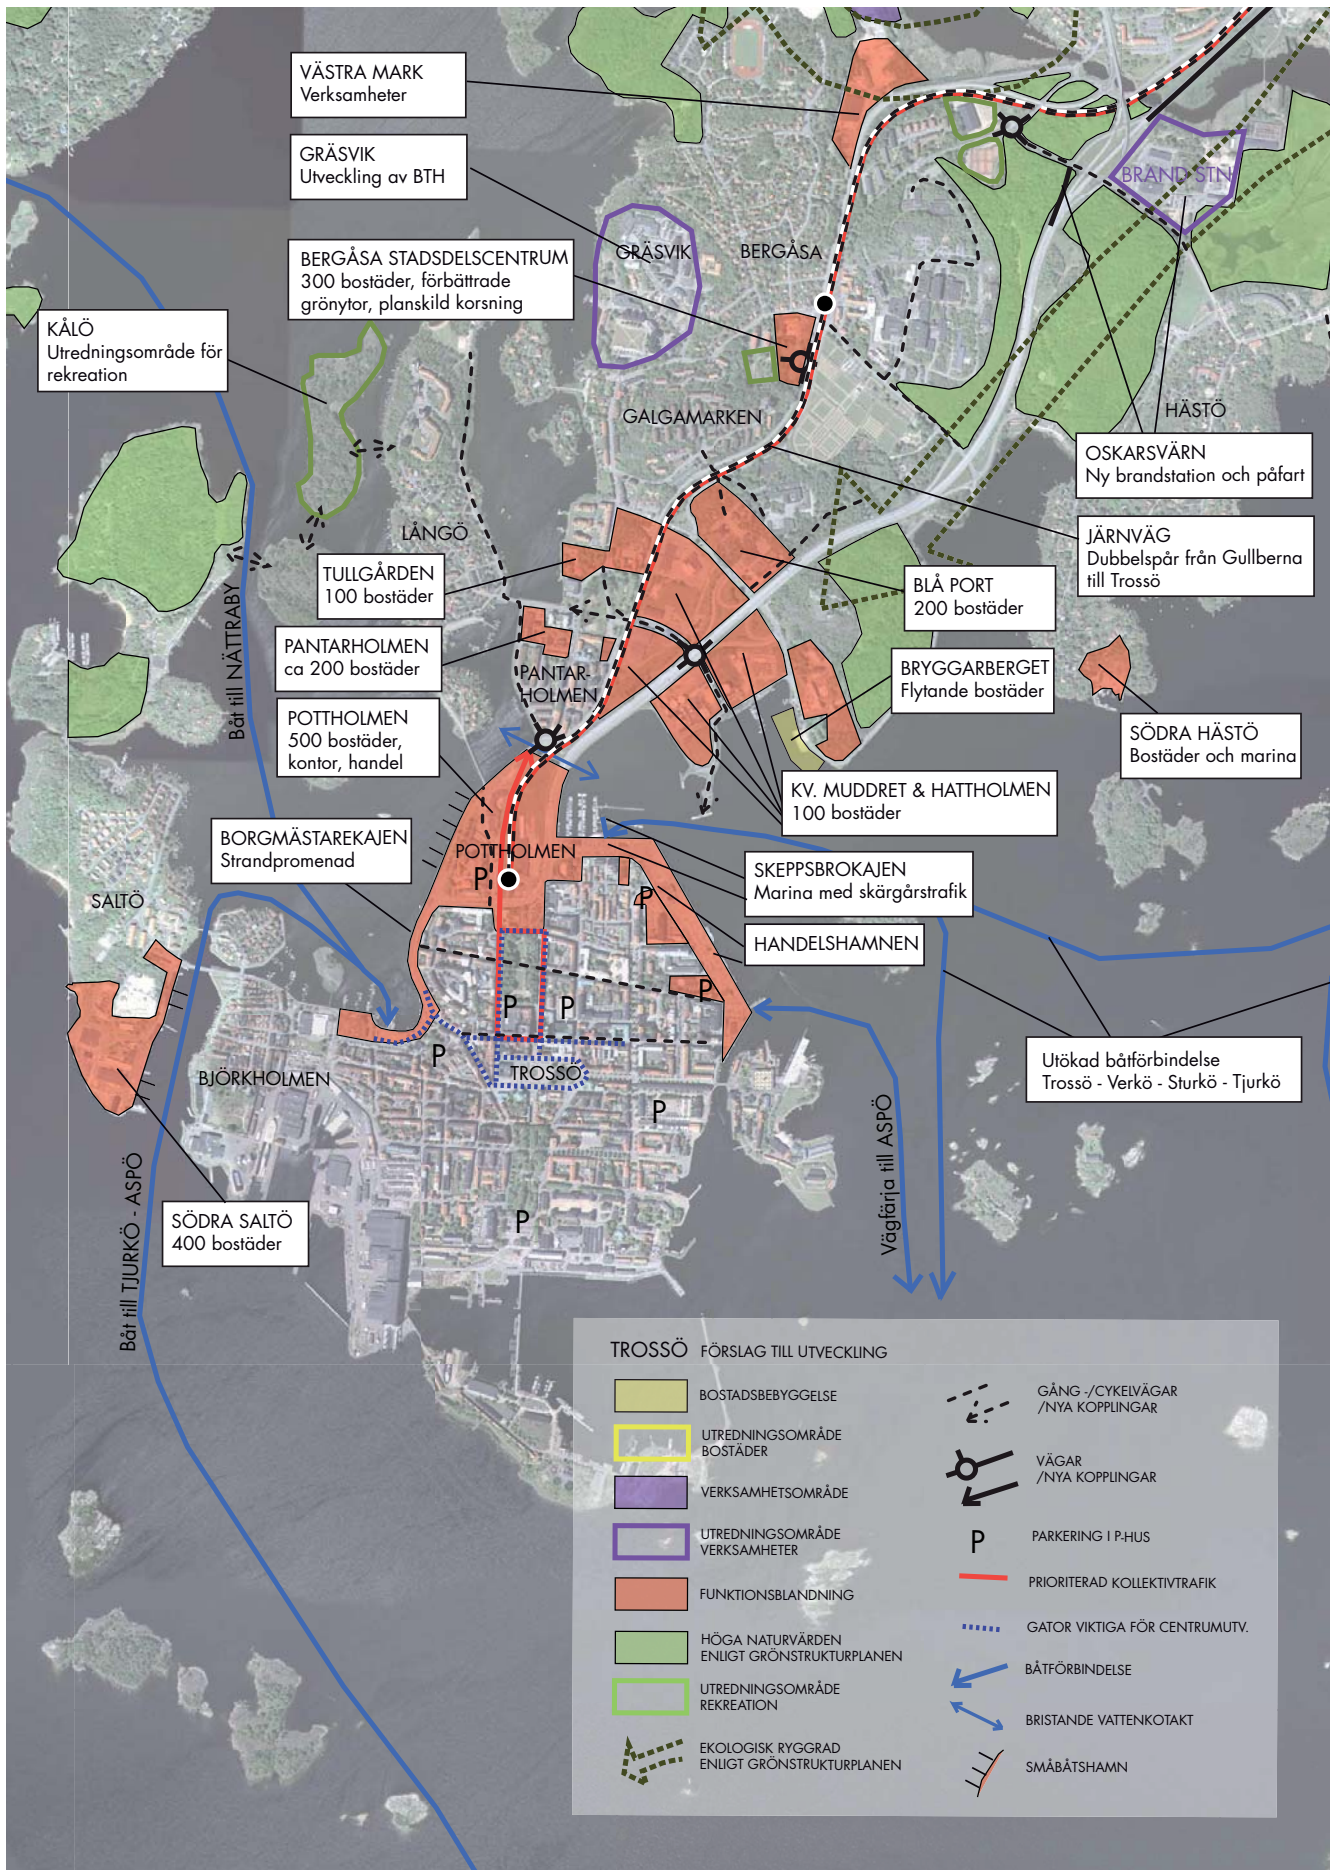 VÄSTRA MARK
Verksamheter
GRÄSVIK
Utveckling av BTH
BRAND STN
GRÄSVIK
BERGÅSA
BERGÅSA STADSDELSCENTRUM
300 bostäder, förbättrade
grönytor, planskild korsning
KÅLÖ
Utredningsområde för
rekreation
GALGAMARKEN
HÄSTÖ
OSKARSVÄRN
Ny brandstation och påfart
LÅNGÖ
JÄRNVÄG
Dubbelspår från Gullberna
till Trossö
TULLGÅRDEN
100 bostäder
BLÅ PORT
200 bostäder
Båt till NÄTTRABY
PANTARHOLMEN
ca 200 bostäder
PANTAR-
HOLMEN
BRYGGARBERGET
Flytande bostäder
POTTHOLMEN
500 bostäder,
kontor, handel
SÖDRA HÄSTÖ
Bostäder och marina
KV. MUDDRET & HATTHOLMEN
100 bostäder
BORGMÄSTAREKAJEN
Strandpromenad
POTTHOLMEN
P
SKEPPSBROKAJEN
Marina med skärgårstrafik
P
SALTÖ
HANDELSHAMNEN
P
P
P
P
Utökad båtförbindelse
Trossö - Verkö - Sturkö - Tjurkö
BJÖRKHOLMEN
TROSSÖ
P
Vägfärja till ASPÖ
Båt till TJURKÖ - ASPÖ
SÖDRA SALTÖ
400 bostäder
P
TROSSÖ FÖRSLAG TILL UTVECKLING
BOSTADSBEBYGGELSE
UTREDNINGSOMRÅDE
BOSTÄDER
VERKSAMHETSOMRÅDE
UTREDNINGSOMRÅDE
VERKSAMHETER
FUNKTIONSBLANDNING
HÖGA NATURVÄRDEN
ENLIGT GRÖNSTRUKTURPLANEN
UTREDNINGSOMRÅDE
REKREATION
EKOLOGISK RYGGRAD
ENLIGT GRÖNSTRUKTURPLANEN
GÅNG -/CYKELVÄGAR
/NYA KOPPLINGAR
VÄGAR
/NYA KOPPLINGAR
P PARKERING I P-HUS
PRIORITERAD KOLLEKTIVTRAFIK
GATOR VIKTIGA FÖR CENTRUMUTV.
BÅTFÖRBINDELSE
BRISTANDE VATTENKOTAKT
SMÅBÅTSHAMN